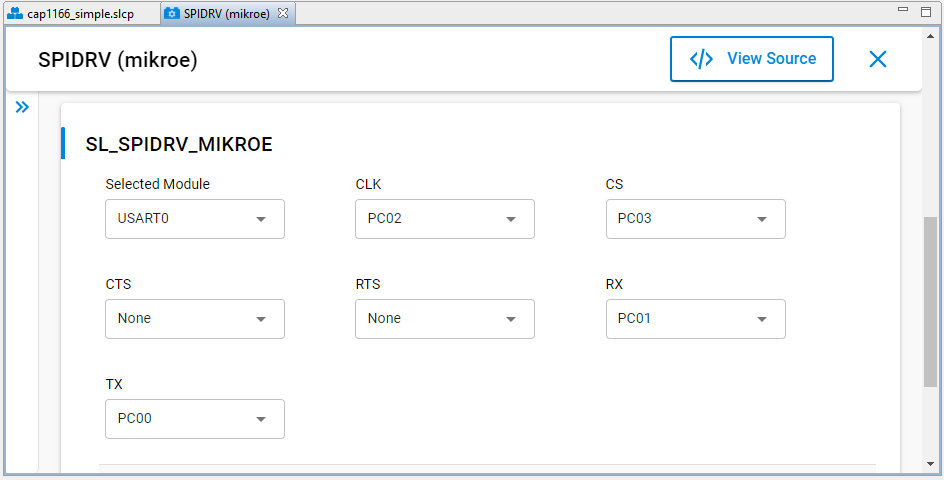 cap1166_simple.slcp
SPIDRV (mikroe)
SPIDRV (mikroe)
View Source
SL_SPIDRV_MIKROE
Selected Module
CLK
CS
USART0
PC02
PC03
CTS
RTS
RX
None
None
PC01
TX
PC00